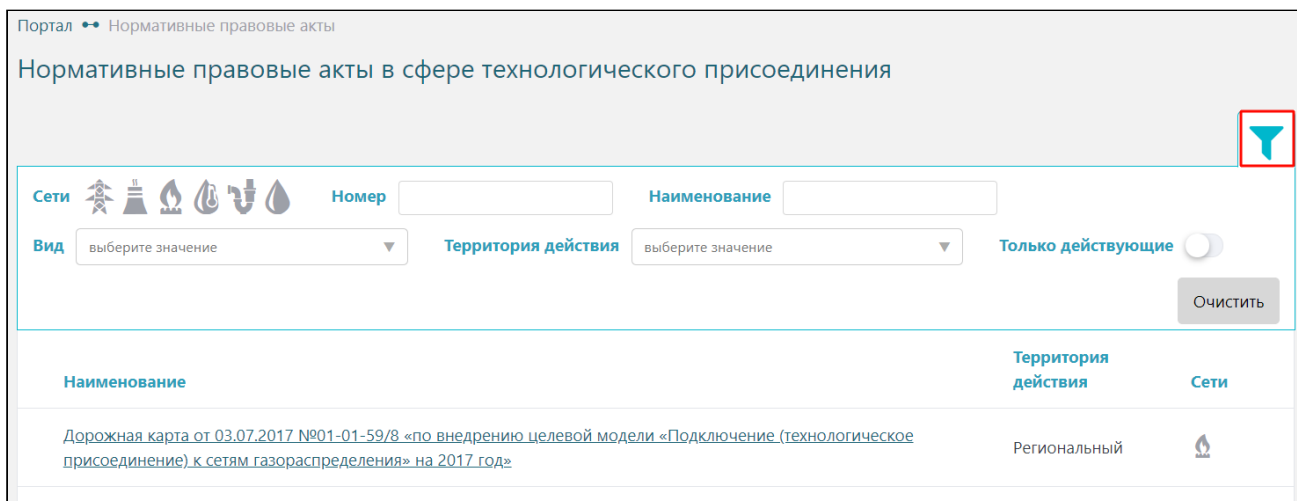 Портал Нормативные правовые акты
Нормативные правовые акты в сфере технологического присоединения
Сети Номер Наименование
Вид выберите значение Территория действия выберите значение Только действующие
Очистить
Территория
Наименование действия Сети
Дорожная карта от 03.07.2017 №01-01-59/8 «по внедрению целевой модели «Подключение (технологическое
присоединение) к сетям газораспределения» на 2017 год»
Региональный